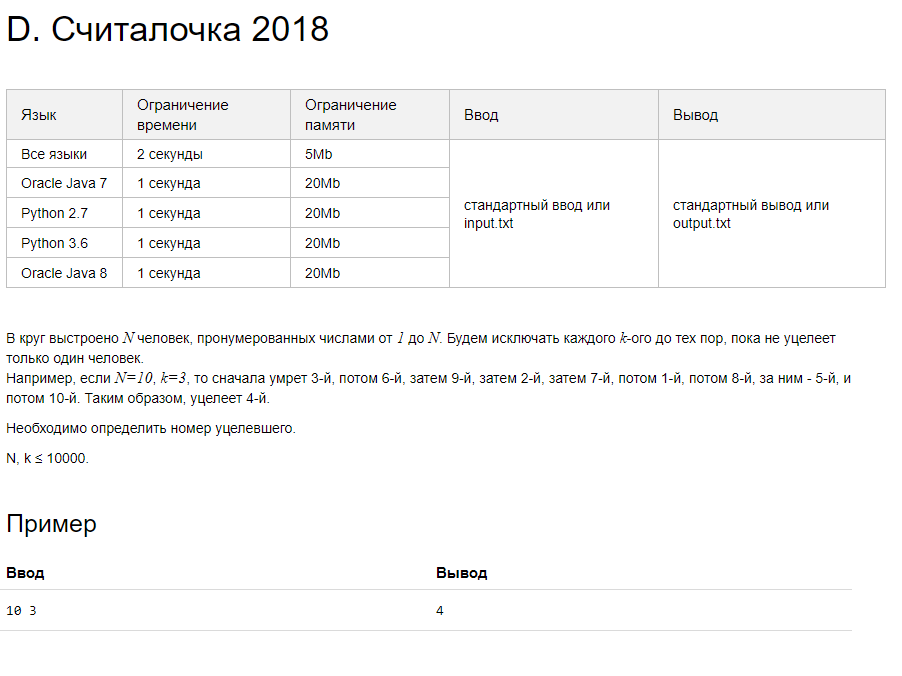 D. Считалочка 2018
Язык Ограничение времени Ограничение памяти Ввод Вывод
Все языки 2 секунды 5Mb стандартный ввод или input.txt стандартный вывод или output.txt
Oracle Java 7 1 секунда 20Mb
Python 2.7 1 секунда 20Mb
Python 3.6 1 секунда 20Mb
Oracle Java 8 1 секунда 20Mb
В круг выстроено N человек, пронумерованных числами от 1 до N. Будем исключать каждого k-ого до тех пор, пока не уцелеет
только один человек.
Например, если N=10, k=3, то сначала умрет 3-й, потом 6-й, затем 9-й, затем 2-й, затем 7-й, потом 1-й, потом 8-й, за ним - 5-й, и
потом 10-й. Таким образом, уцелеет 4-й.
Необходимо определить номер уцелевшего.
N, k ≤ 10000.
Пример
Ввод Вывод
10 3 4